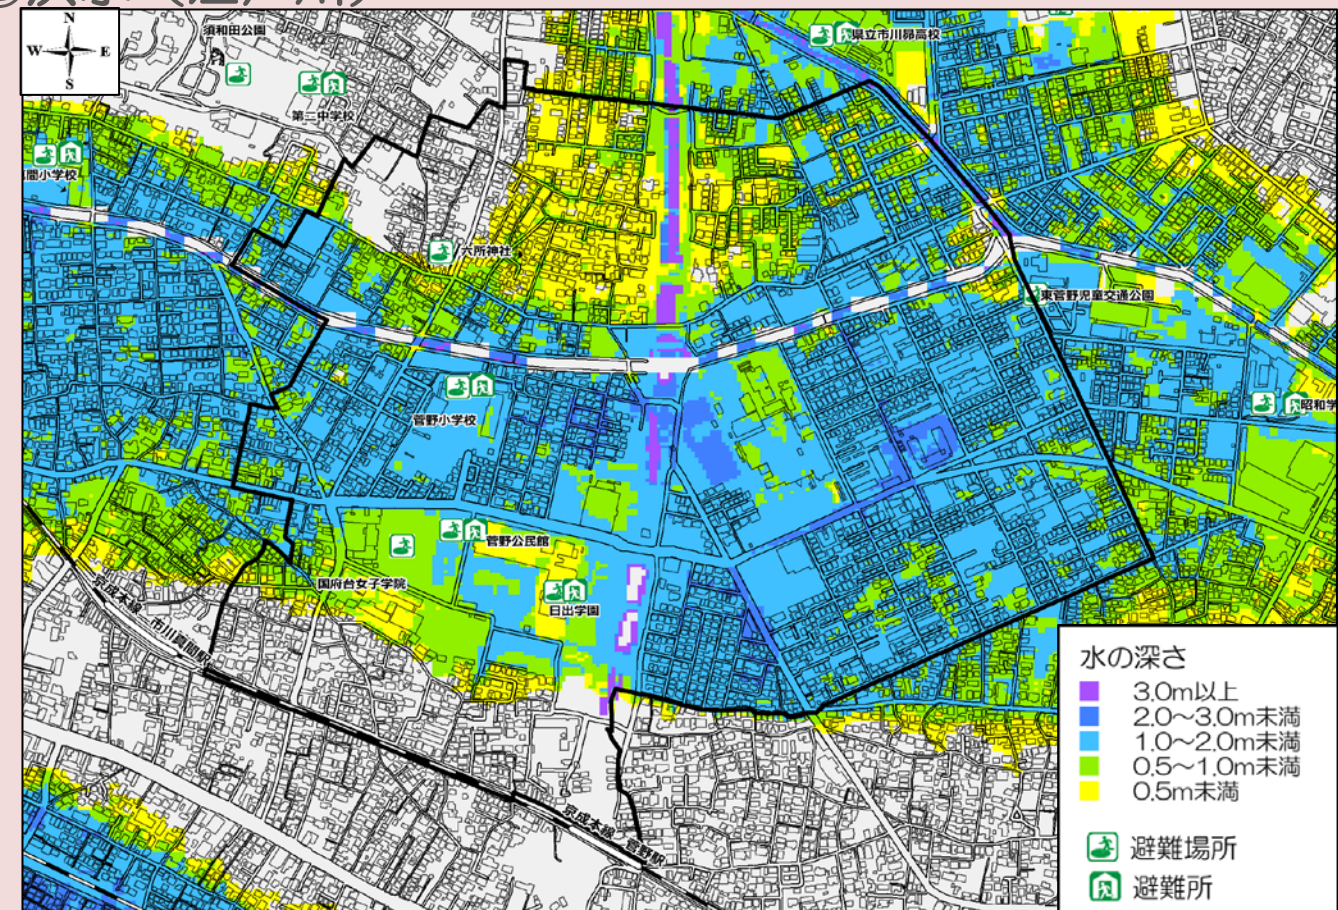 N
W E
S
須和田公園
第二中学校
県立市川昴高校
間小学校
六所神社
東菅野児童交通公園
菅野小学校
昭和学
菅野公民館
国府台女子学院
日出学園
京成本線
市川真間駅
京成本線
菅野駅
水の深さ
3.0m以上
2.0～3.0m未満
1.0～2.0m未満
0.5～1.0m未満
0.5m未満
避難場所
避難所